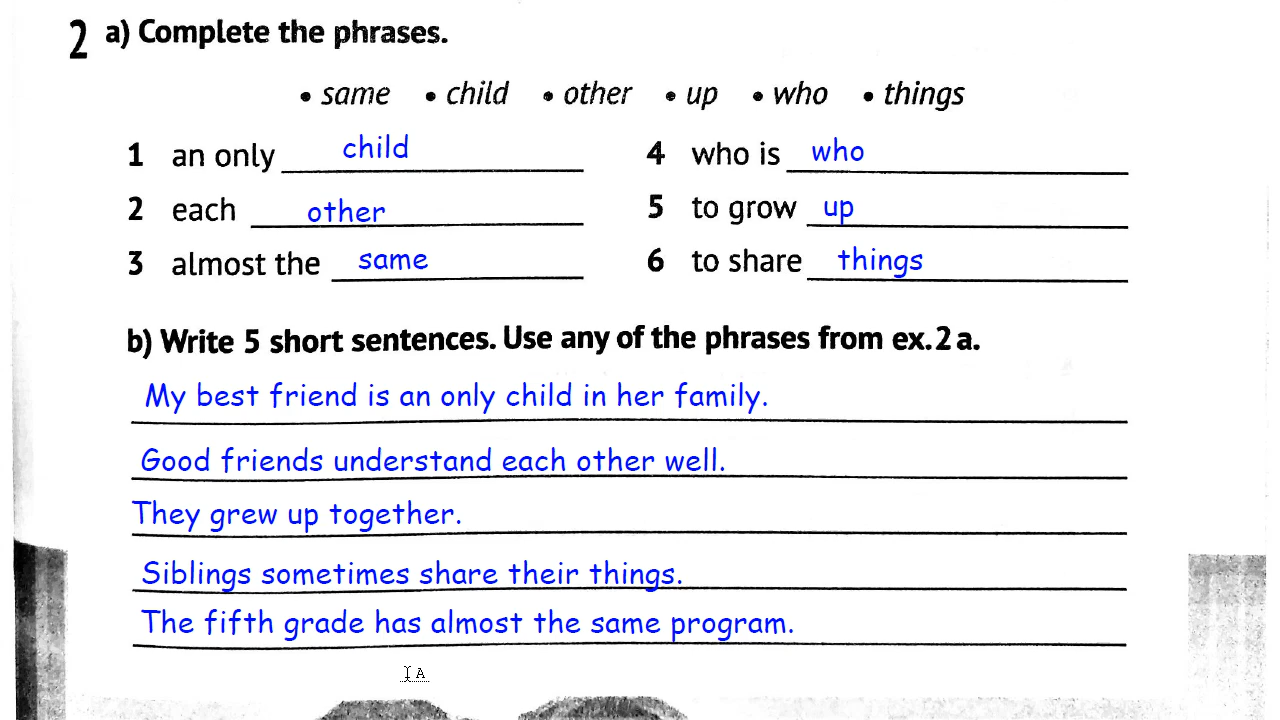 2 a) Complete the phrases.
• same • child • other • up • who • things
1 an only child
2 each other
3 almost the same
4 who is who
5 to grow up
6 to share things
b) Write 5 short sentences. Use any of the phrases from ex. 2 a.
My best friend is an only child in her family.
Good friends understand each other well.
They grew up together.
Siblings sometimes share their things.
The fifth grade has almost the same program.
A